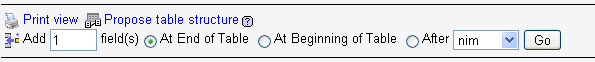 Print view Propose table structure ?
Add 1 field(s) At End of Table At Beginning of Table After nim Go